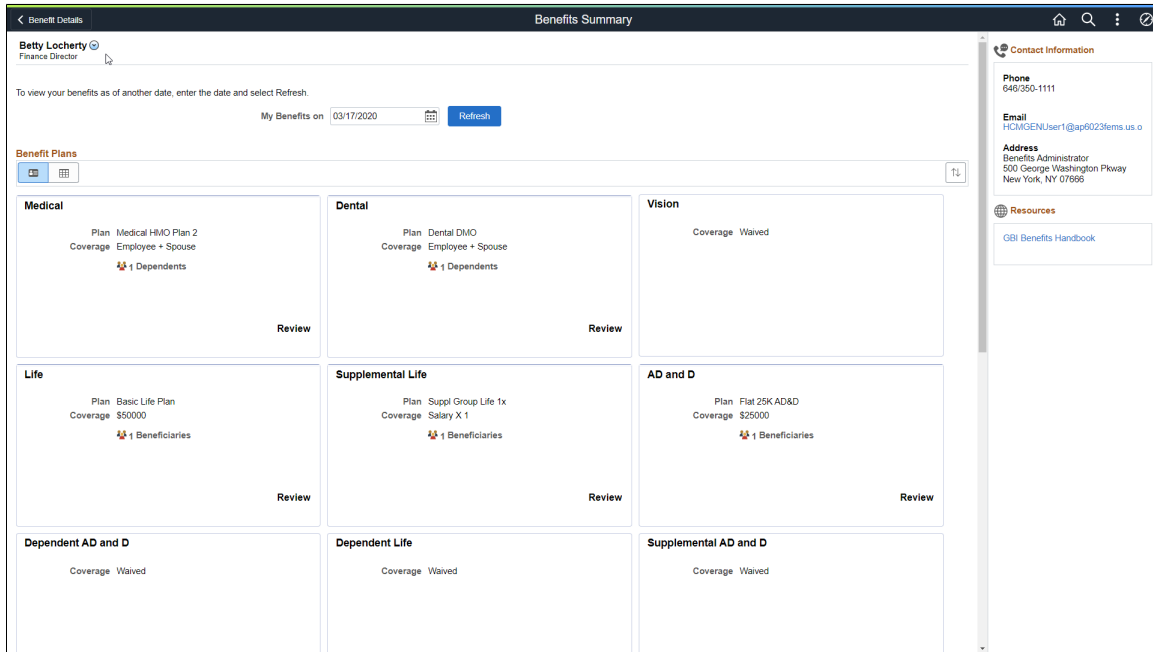 Benefit Details
Benefits Summary
Betty Locherty
Finance Director
To view your benefits as of another date, enter the date and select Refresh.
My Benefits on 03/17/2020 Refresh
Benefit Plans
Medical
Plan Medical HMO Plan 2
Coverage Employee + Spouse
1 Dependents
Review
Dental
Plan Dental DMO
Coverage Employee + Spouse
1 Dependents
Review
Vision
Coverage Waived
Life
Plan Basic Life Plan
Coverage $50000
1 Beneficiaries
Review
Supplemental Life
Plan Suppl Group Life 1x
Coverage Salary X 1
1 Beneficiaries
Review
AD and D
Plan Flat 25K AD&D
Coverage $25000
1 Beneficiaries
Review
Dependent AD and D
Coverage Waived
Dependent Life
Coverage Waived
Supplemental AD and D
Coverage Waived
Contact Information
Phone
646/350-1111
Email
HCMGENUser1@ap6023fems.us.o
Address
Benefits Administrator
500 George Washington Pkway
New York, NY 07666
Resources
GBI Benefits Handbook